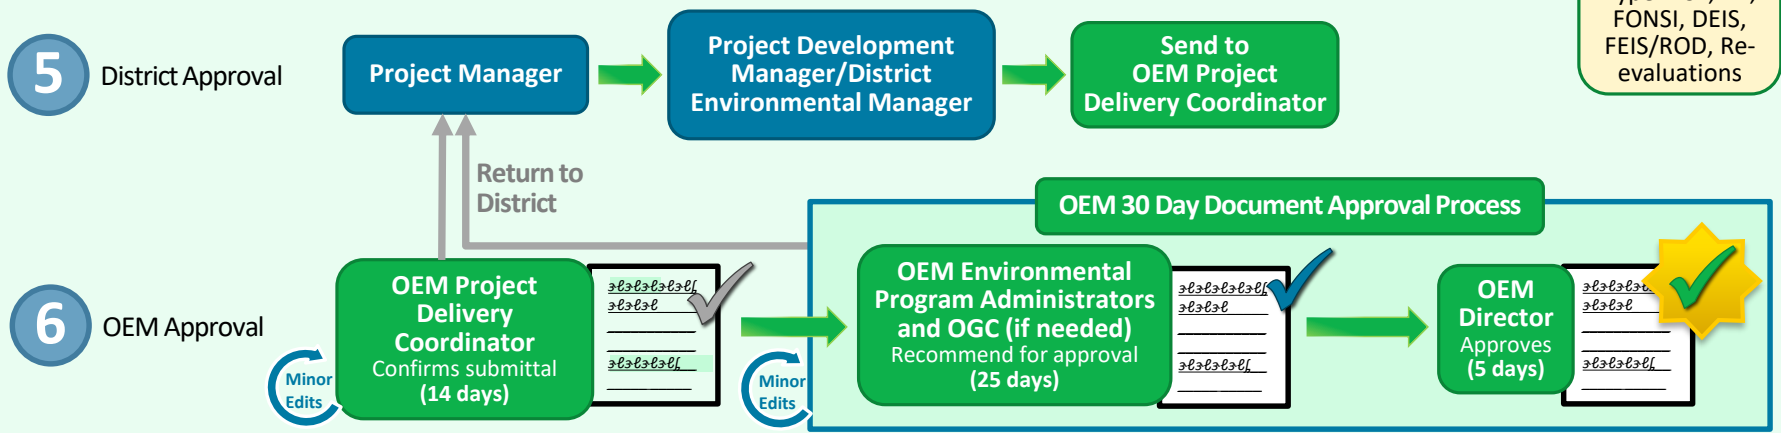 FONSI, DEIS,
FEIS/ROD, Re-
evaluations
5
District Approval
Project Manager
Project Development
Manager/District
Environmental Manager
Send to
OEM Project
Delivery Coordinator
Return to
District
OEM 30 Day Document Approval Process
6
OEM Approval
Minor
Edits
OEM Project
Delivery
Coordinator
Confirms submittal
(14 days)
Minor
Edits
OEM Environmental
Program Administrators
and OGC (if needed)
Recommend for approval
(25 days)
OEM
Director
Approves
(5 days)